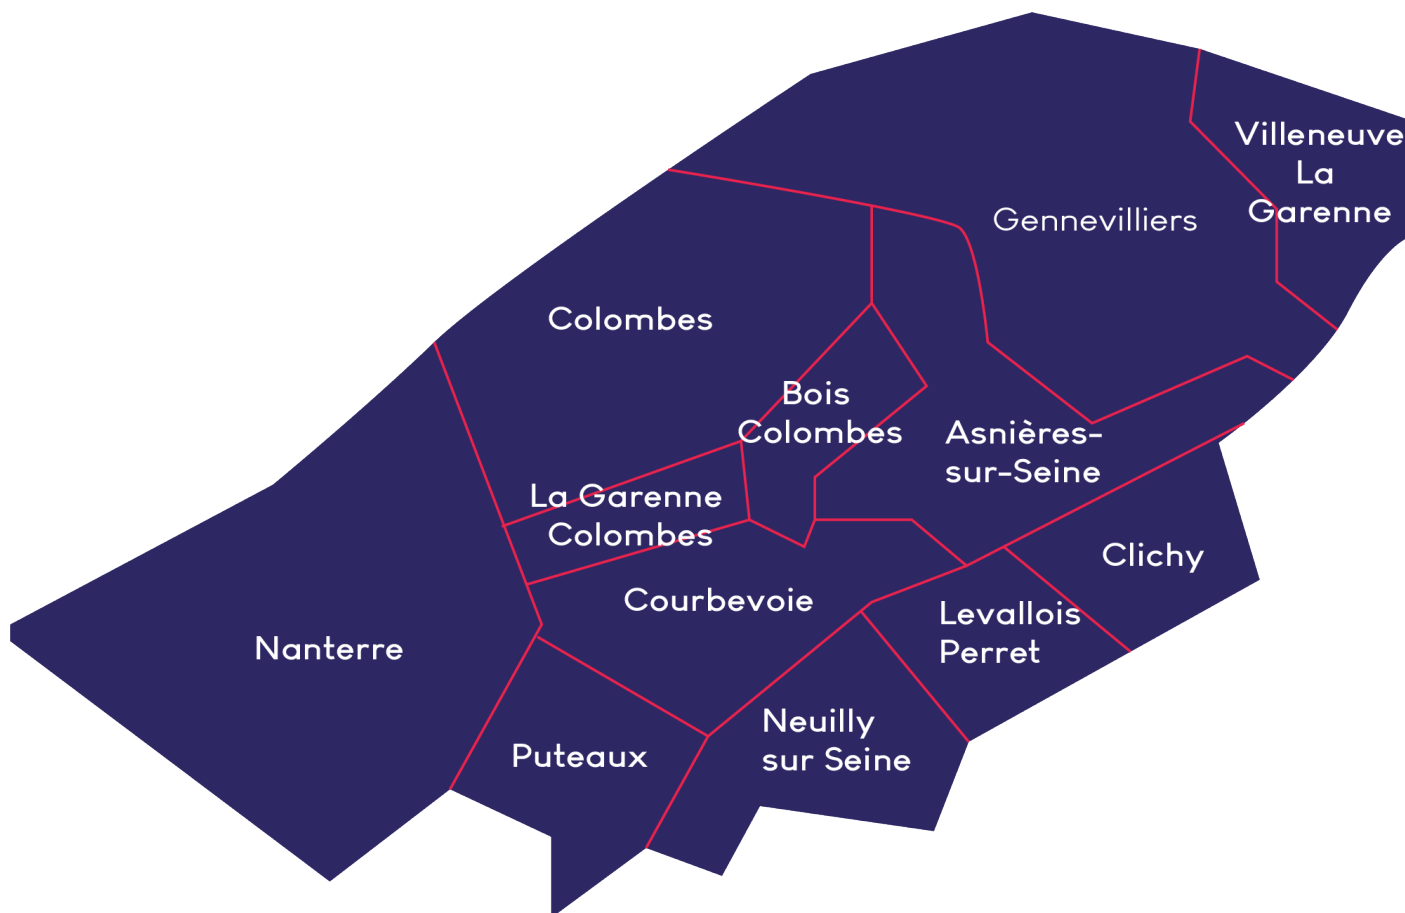 Villeneuve
La
Garenne
Gennevilliers
Colombes
Bois
Colombes
Asnières-
sur-Seine
La Garenne
Colombes
Clichy
Courbevoie
Levallois
Perret
Nanterre
Neuilly
sur Seine
Puteaux